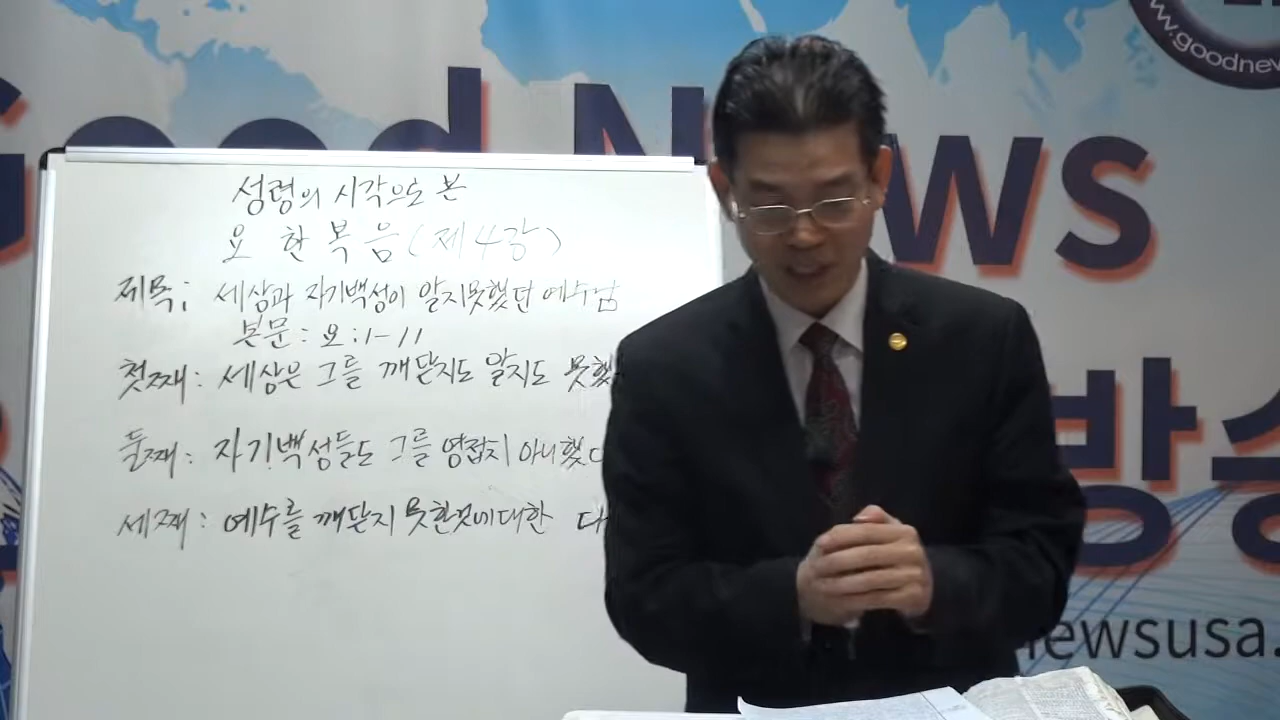 www.goodnew
Good News
방송
newsusa.
성령의 시각으로 본
요한복음(제4강)
제목; 세상과 자기백성이 알지못했던 예수님
본문: 요:1-11
첫째: 세상은 그를 깨닫지도 알지도 못했
둘째: 자기백성들도 그를 영접지 아니했다
세째: 예수를 깨닫지 못한것에대한 대